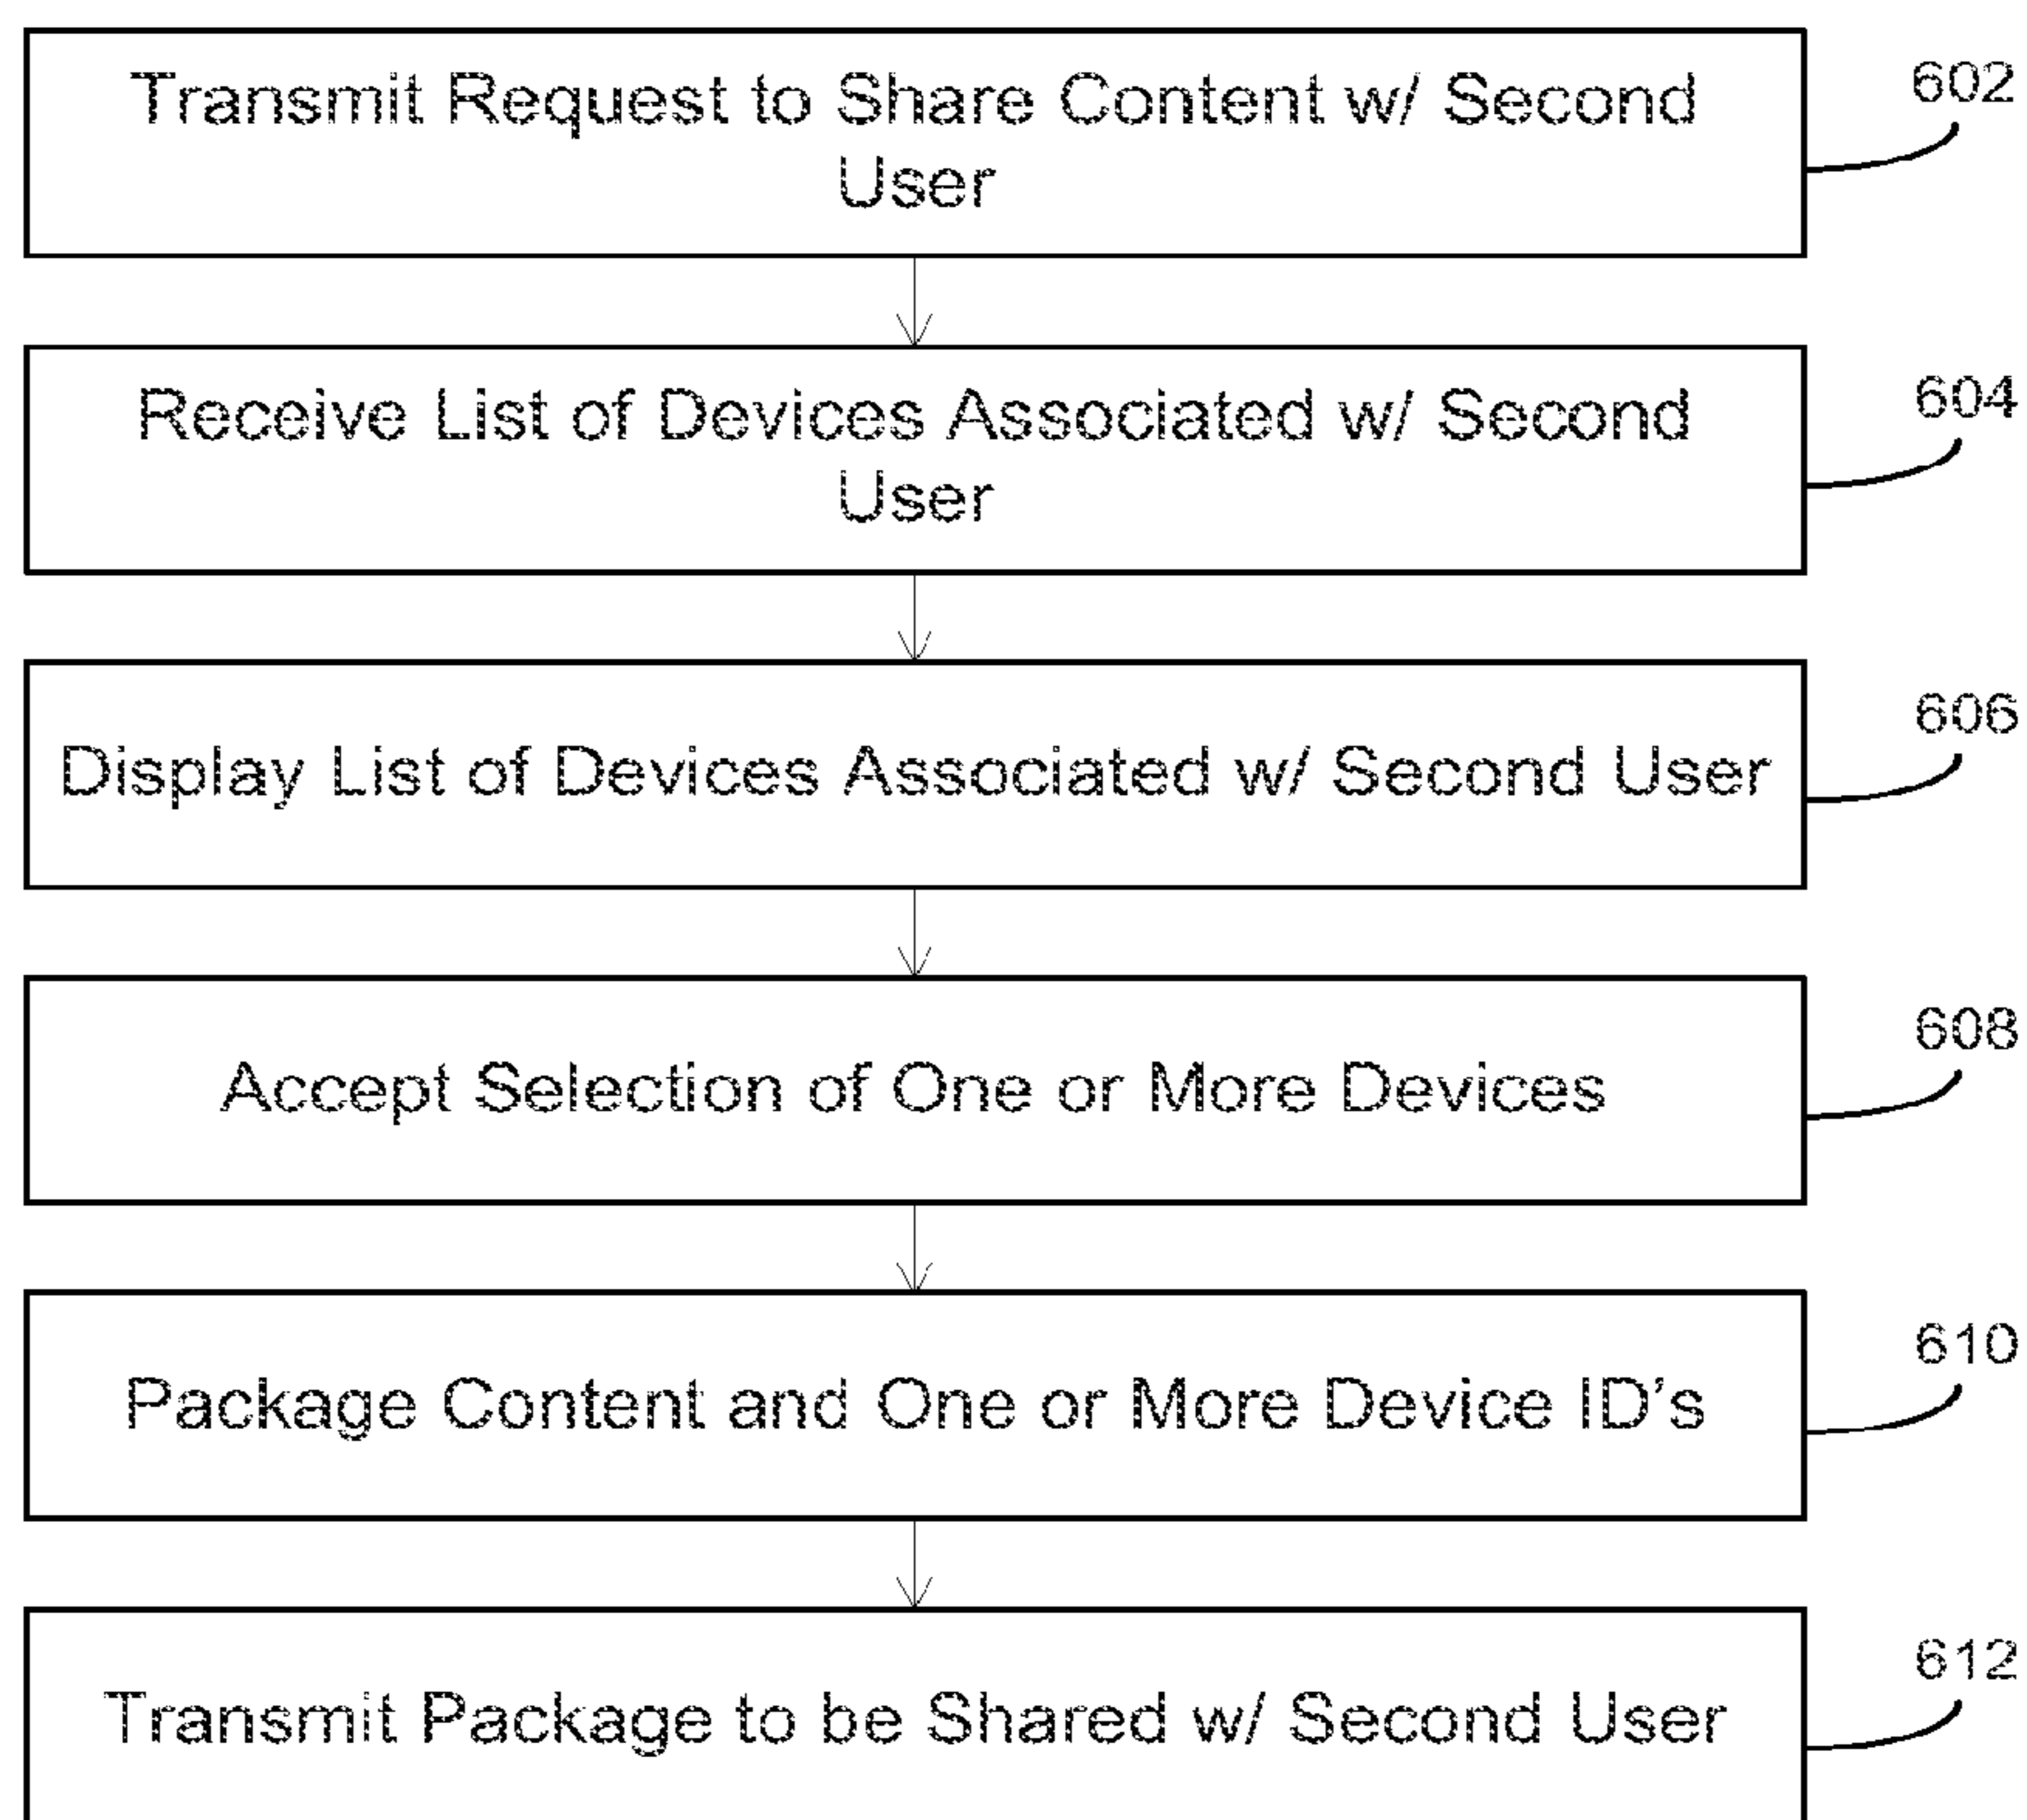 Transmit Request to Share Content w/ Second
User
602
Receive List of Devices Associated w/ Second
User
604
Display List of Devices Associated w/ Second User
606
Accept Selection of One or More Devices
608
Package Content and One or More Device ID's
610
Transmit Package to be Shared w/ Second User
612